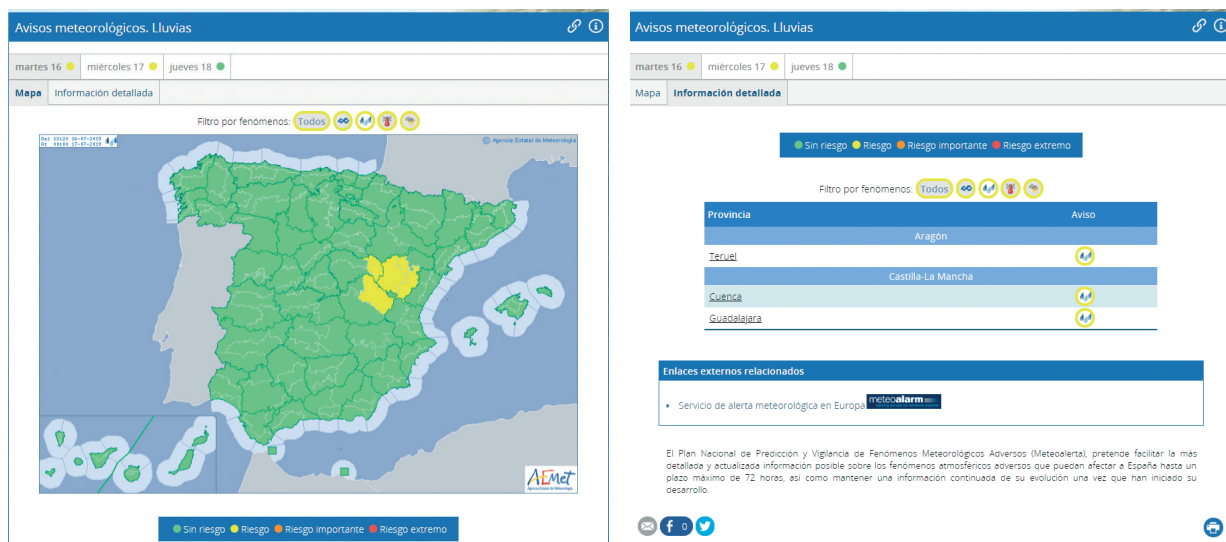 Avisos meteorológicos. Lluvias
martes 16 miércoles 17 jueves 18
Mapa Información detallada
Filtro por fenómenos: Todos
© Agencia Estatal de Meteorología
AEMet
Agencia Estatal de Meteorología
Sin riesgo Riesgo Riesgo importante Riesgo extremo
Avisos meteorológicos. Lluvias
martes 16 miércoles 17 jueves 18
Mapa Información detallada
Sin riesgo Riesgo Riesgo importante Riesgo extremo
Filtro por fenómenos: Todos
Provincia Aviso
Aragón
Teruel
Castilla-La Mancha
Cuenca
Guadalajara
Enlaces externos relacionados
• Servicio de alerta meteorológica en Europa meteoalarm
El Plan Nacional de Predicción y Vigilancia de Fenómenos Meteorológicos Adversos (Meteoalerta), pretende facilitar la más
detallada y actualizada información posible sobre los fenómenos atmosféricos adversos que puedan afectar a España hasta un
plazo máximo de 72 horas, así como mantener una información continuada de su evolución una vez que han iniciado su
desarrollo.
0